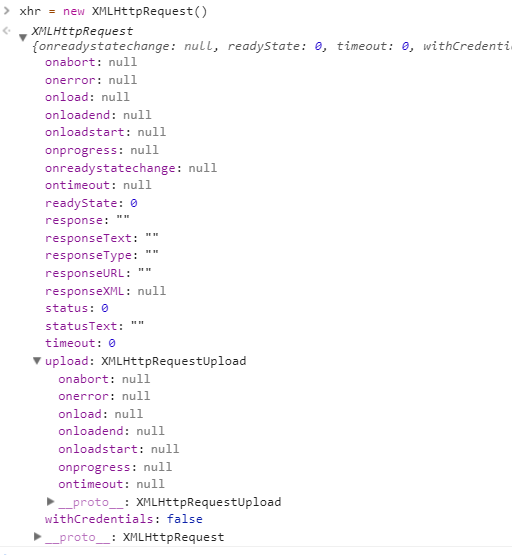 xhr = new XMLHttpRequest()
XMLHttpRequest
{onreadystatechange: null, readyState: 0, timeout: 0, withCredenti
onabort: null
onerror: null
onload: null
onloadend: null
onloadstart: null
onprogress: null
onreadystatechange: null
ontimeout: null
readyState: 0
response: ""
responseText: ""
responseType: ""
responseURL: ""
responseXML: null
status: 0
statusText: ""
timeout: 0
upload: XMLHttpRequestUpload
onabort: null
onerror: null
onload: null
onloadend: null
onloadstart: null
onprogress: null
ontimeout: null
__proto__: XMLHttpRequestUpload
withCredentials: false
__proto__: XMLHttpRequest